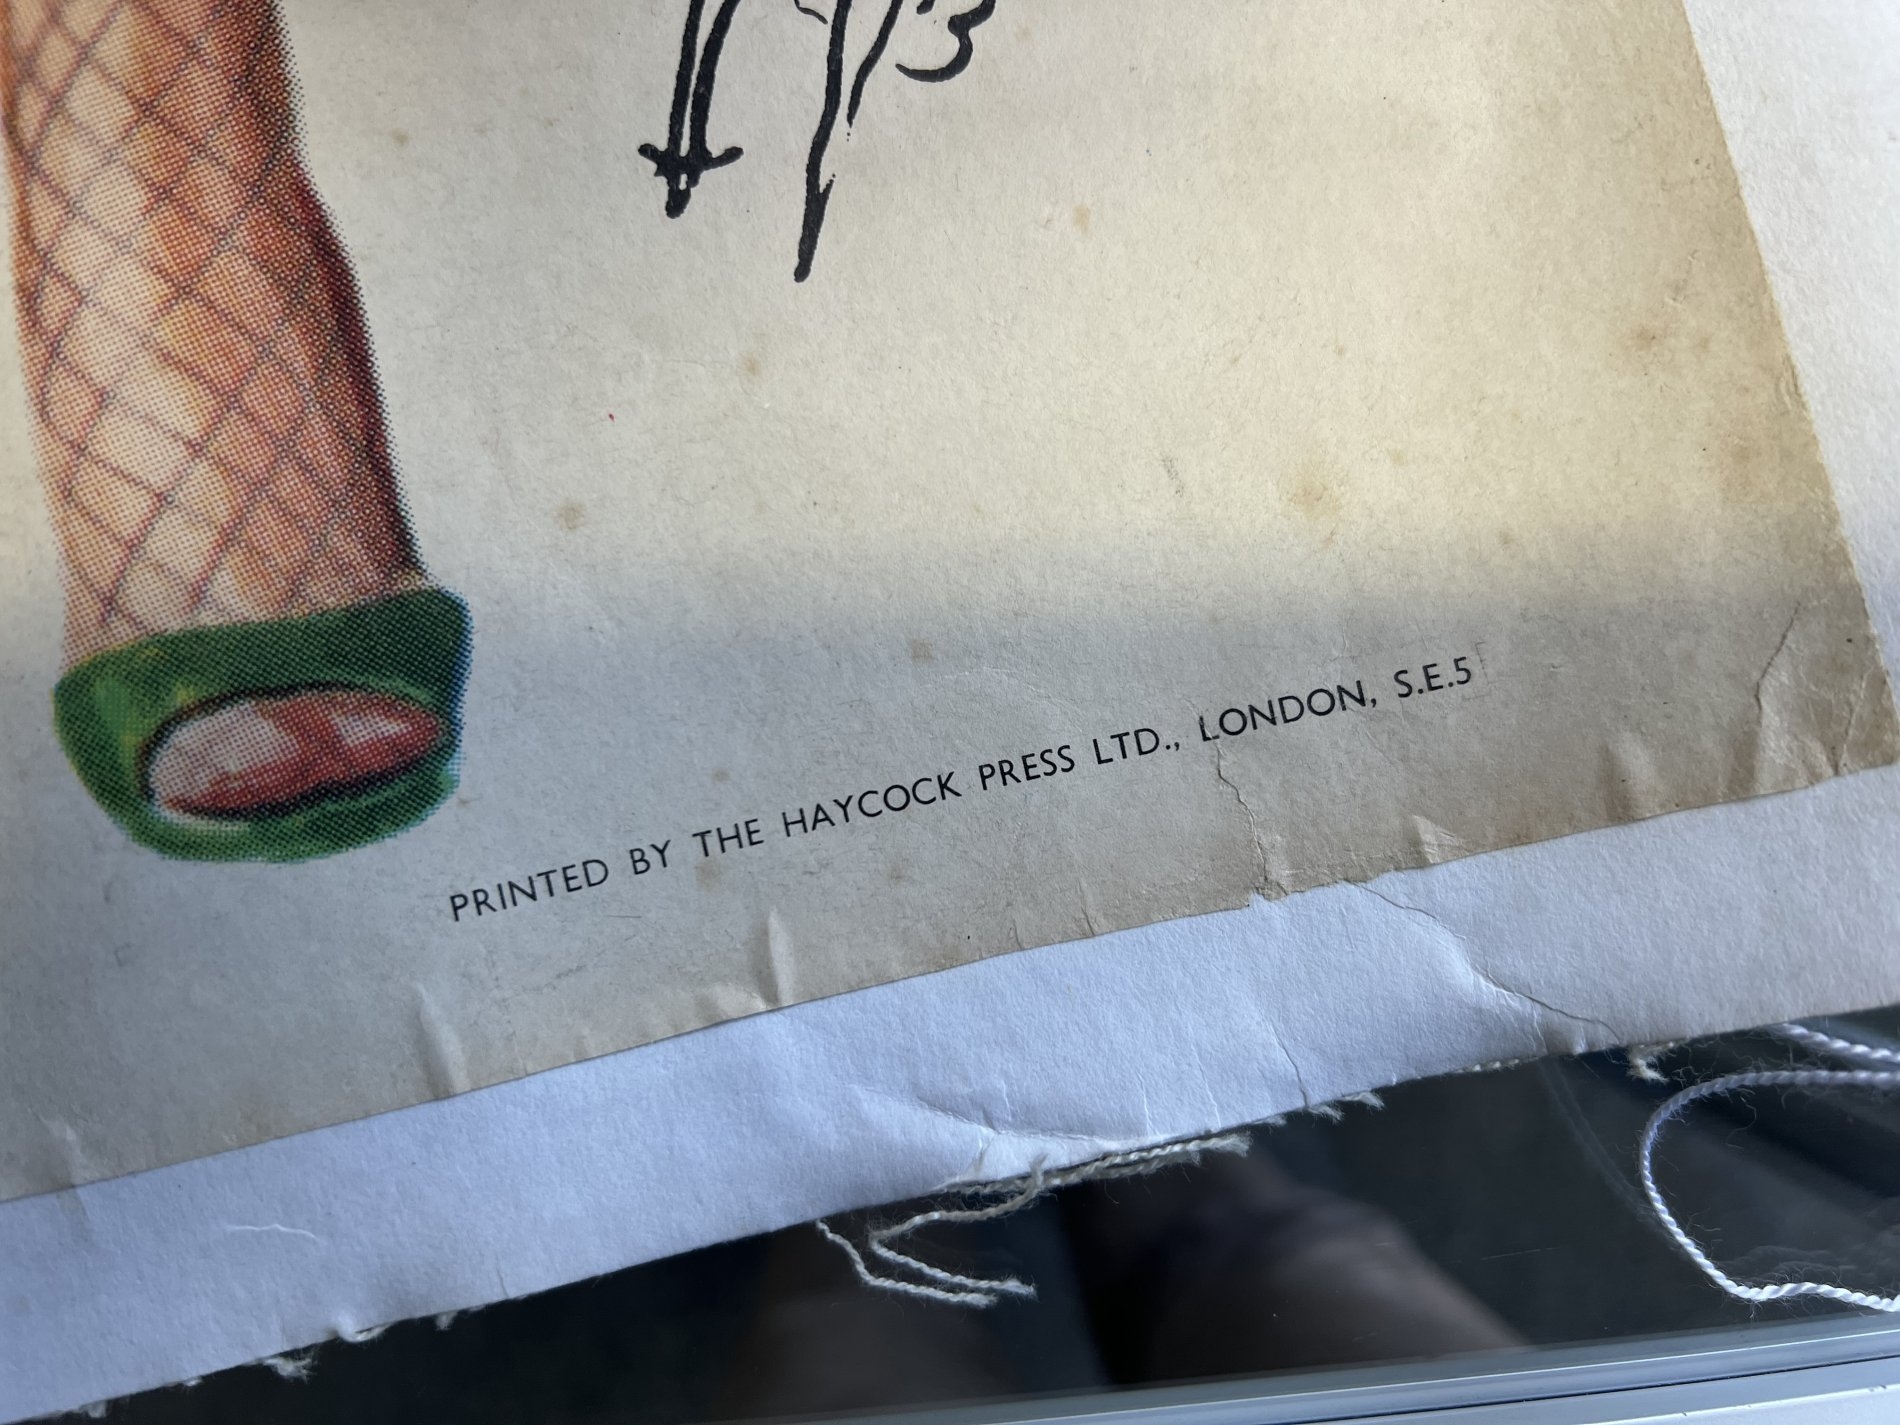 PRINTED BY THE HAYCOCK PRESS LTD., LONDON, S.E.5